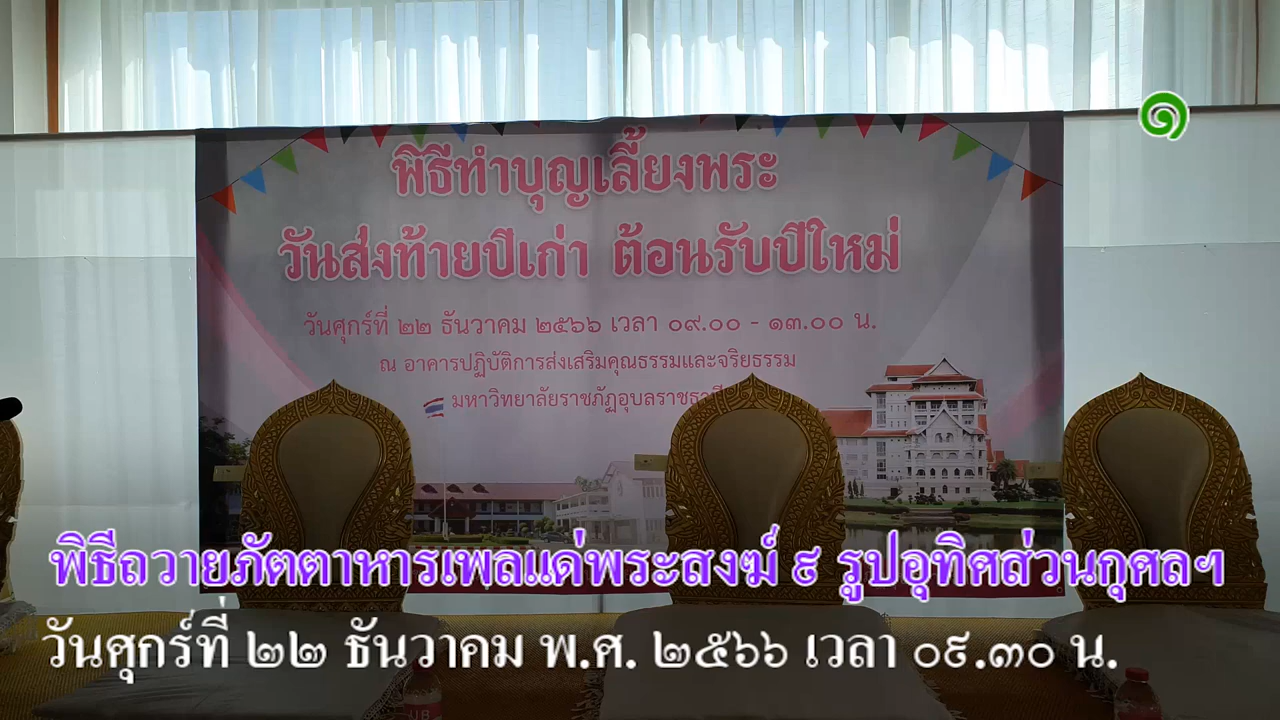 ๑
พิธีทำบุญเลี้ยงพระ
วันส่งท้ายปีเก่า ต้อนรับปีใหม่
วันศุกร์ที่ ๒๒ ธันวาคม ๒๕๖๖ เวลา ๐๙.๐๐ - ๑๓.๐๐ น.
ณ อาคารปฏิบัติการส่งเสริมคุณธรรมและจริยธรรม
มหาวิทยาลัยราชภัฏอุบลราชธานี
พิธีถวายภัตตาหารเพลแด่พระสงฆ์ ๙ รูปอุทิศส่วนกุศลฯ
วันศุกร์ที่ ๒๒ ธันวาคม พ.ศ. ๒๕๖๖ เวลา ๐๙.๓๐ น.